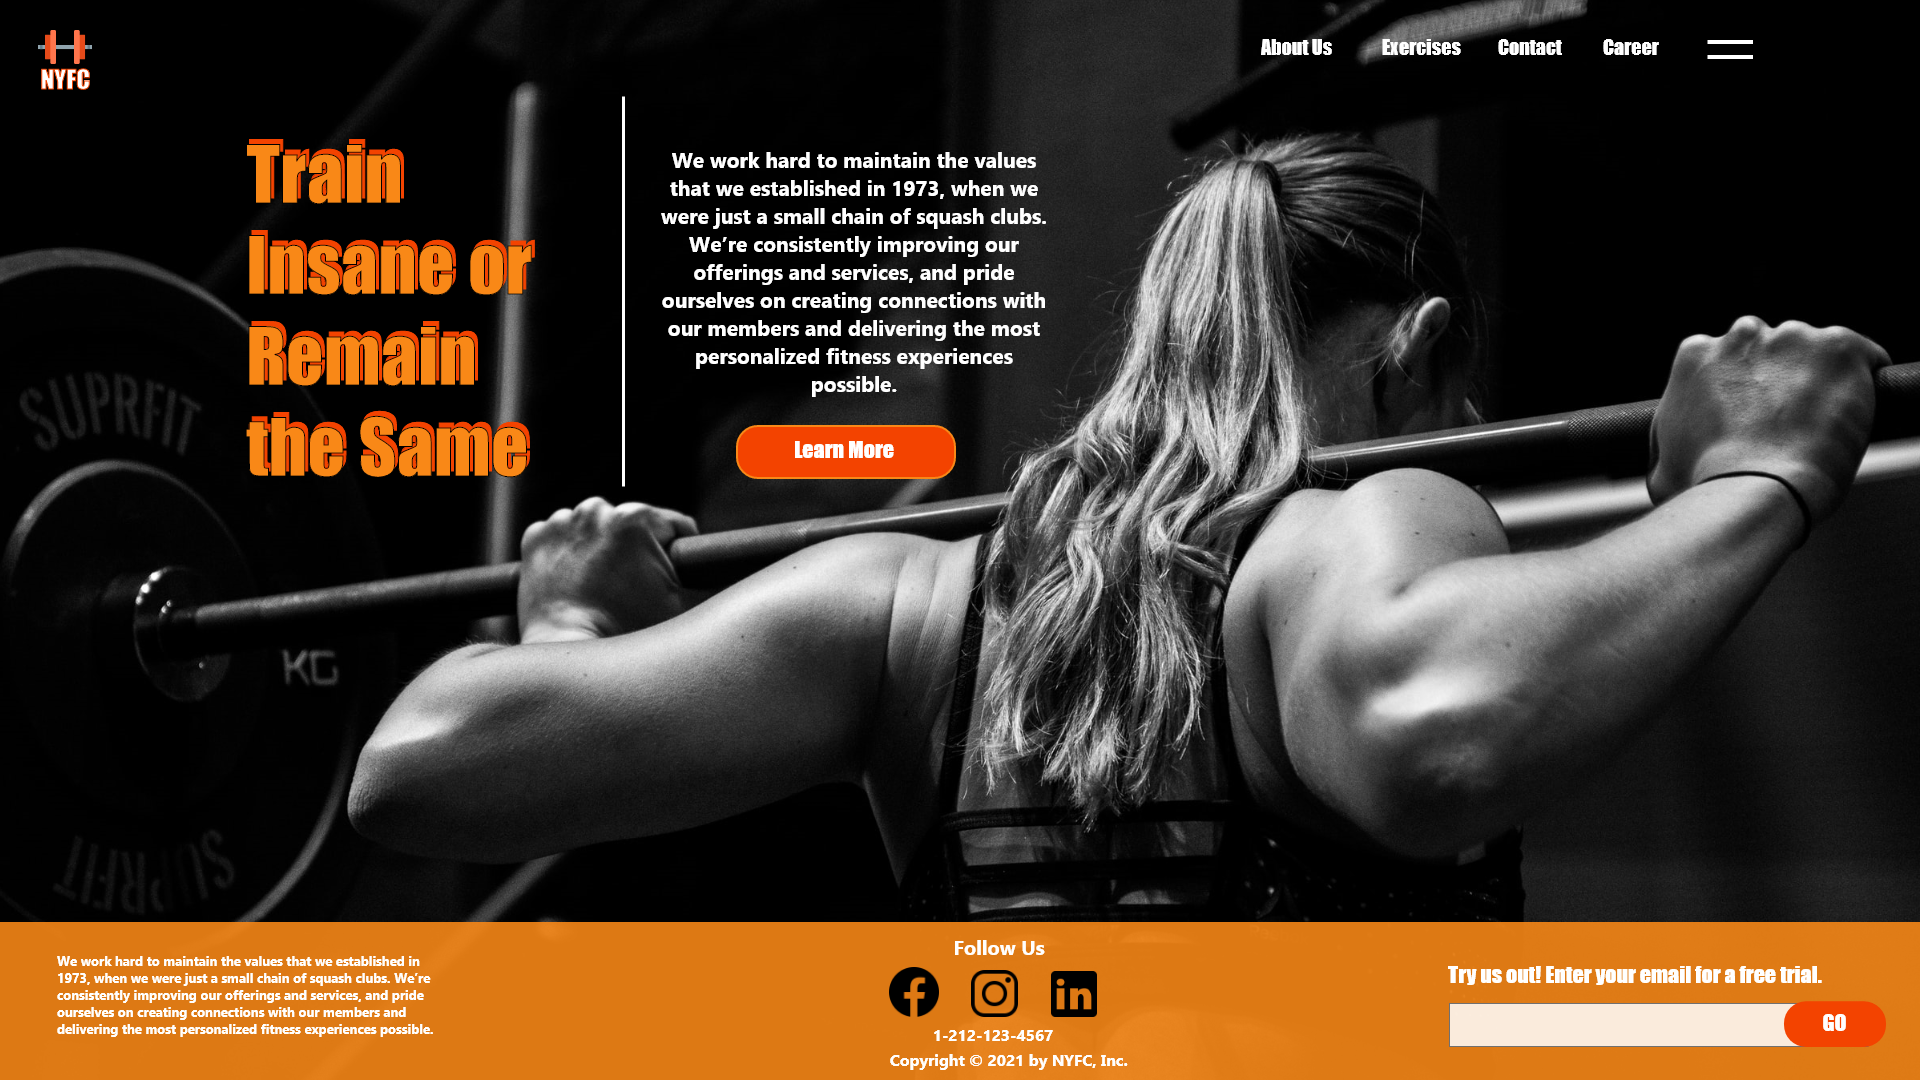 NYFC
About Us
Exercises
Contact
Career
Train
Insane or
Remain
the Same
We work hard to maintain the values
that we established in 1973, when we
were just a small chain of squash clubs.
We’re consistently improving our
offerings and services, and pride
ourselves on creating connections with
our members and delivering the most
personalized fitness experiences
possible.
Learn More
SUPRFIT
KG
SUPRFIT
We work hard to maintain the values that we established in
1973, when we were just a small chain of squash clubs. We’re
consistently improving our offerings and services, and pride
ourselves on creating connections with our members and
delivering the most personalized fitness experiences possible.
Follow Us
1-212-123-4567
Copyright © 2021 by NYFC, Inc.
Try us out! Enter your email for a free trial.
GO